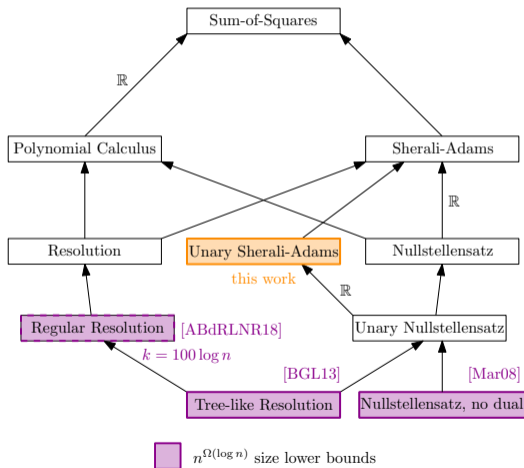 Sum-of-Squares
ℝ
Polynomial Calculus
Sherali-Adams
ℝ
Resolution
Unary Sherali-Adams
Nullstellensatz
this work
ℝ
Regular Resolution
[ABdRLNR18]
Unary Nullstellensatz
k = 100 log n
[BGL13]
[Mar08]
Tree-like Resolution
Nullstellensatz, no dual
n^Ω(log n) size lower bounds